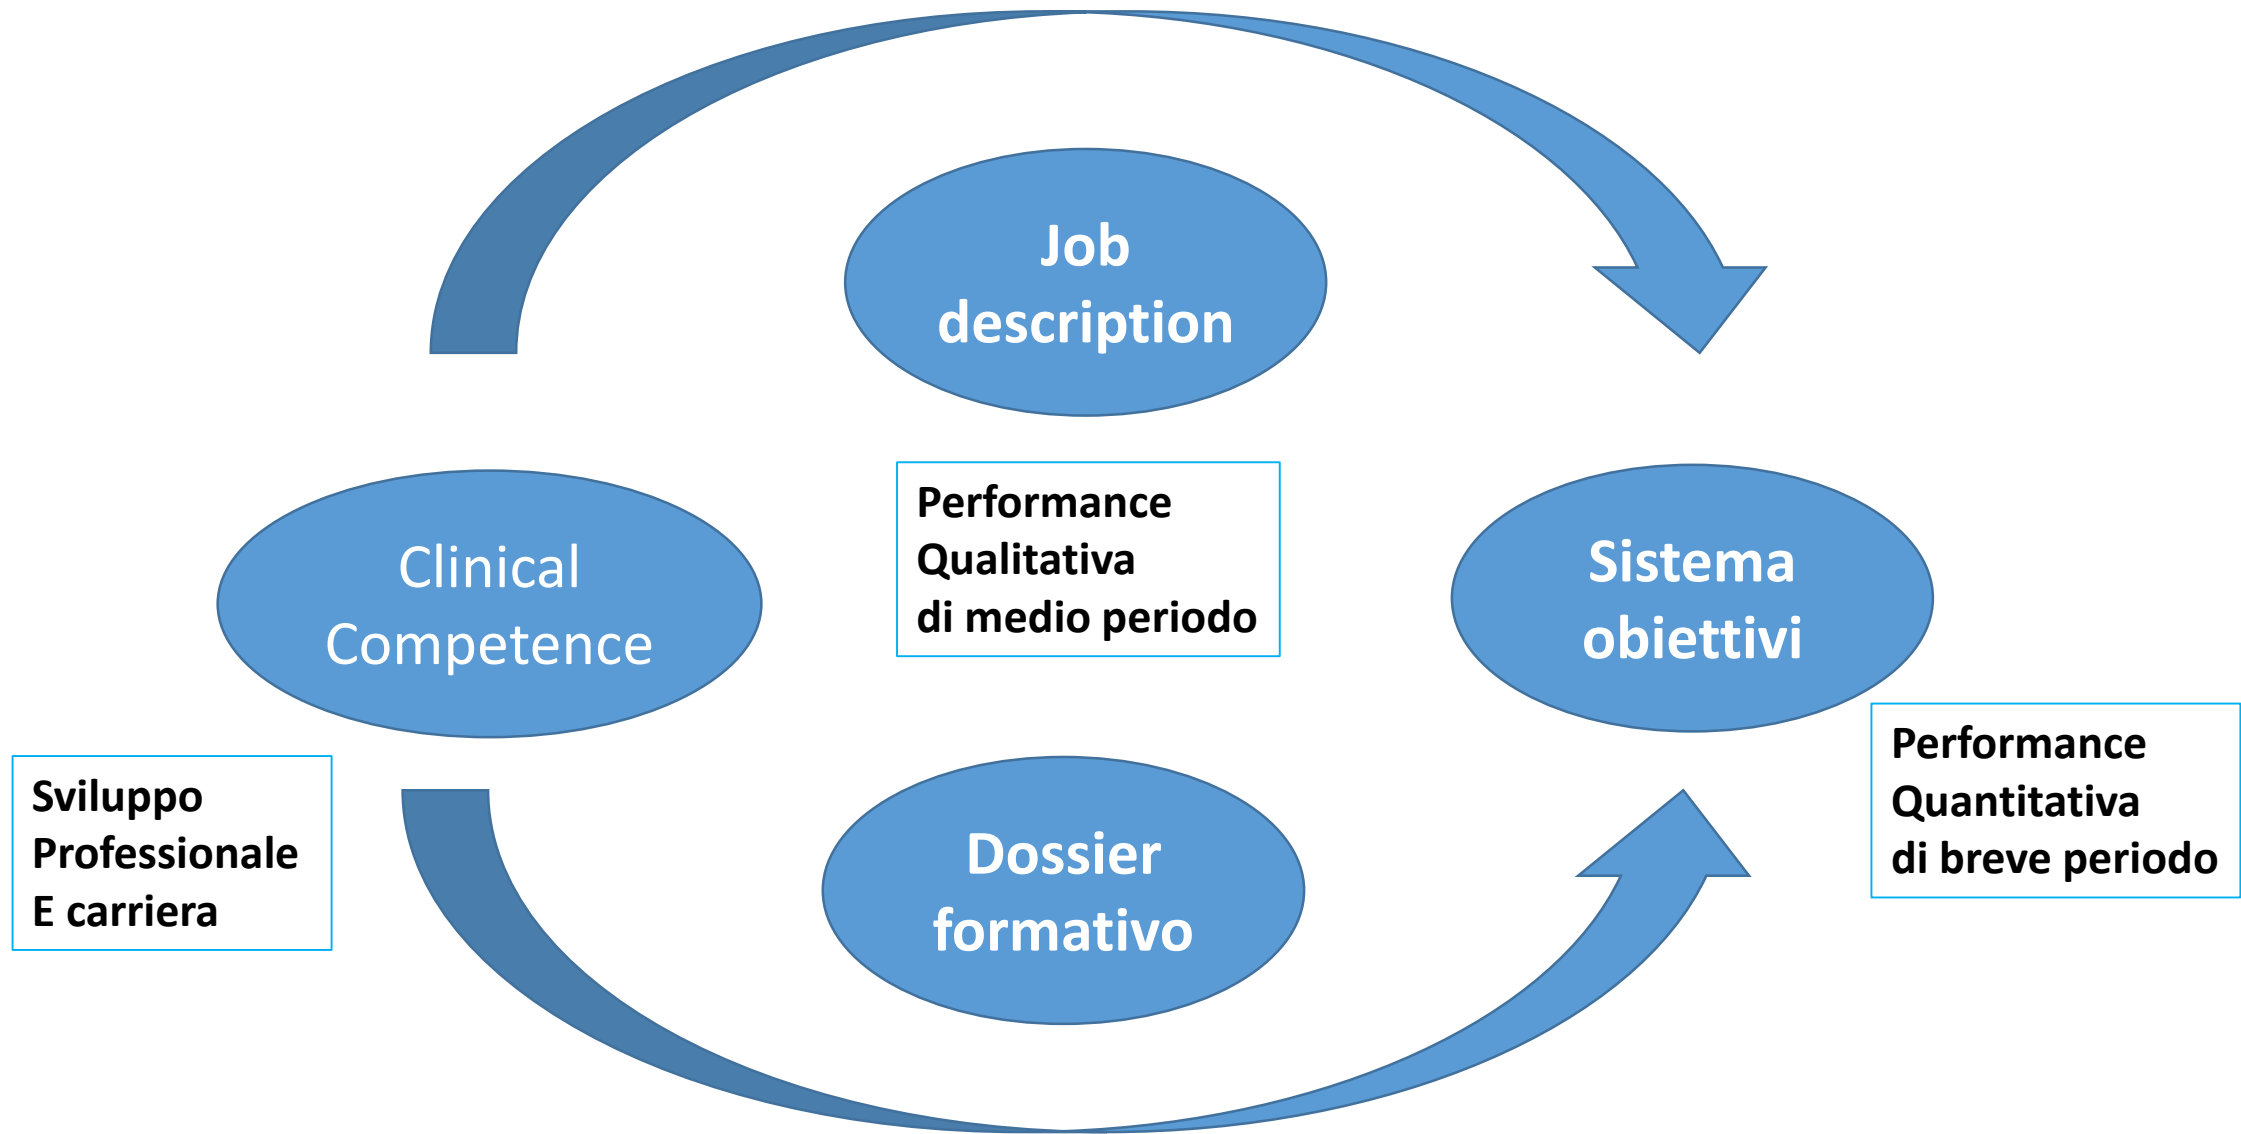 Job
description
Clinical
Competence
Performance
Qualitativa
di medio periodo
Sistema
obiettivi
Sviluppo
Professionale
E carriera
Dossier
formativo
Performance
Quantitativa
di breve periodo